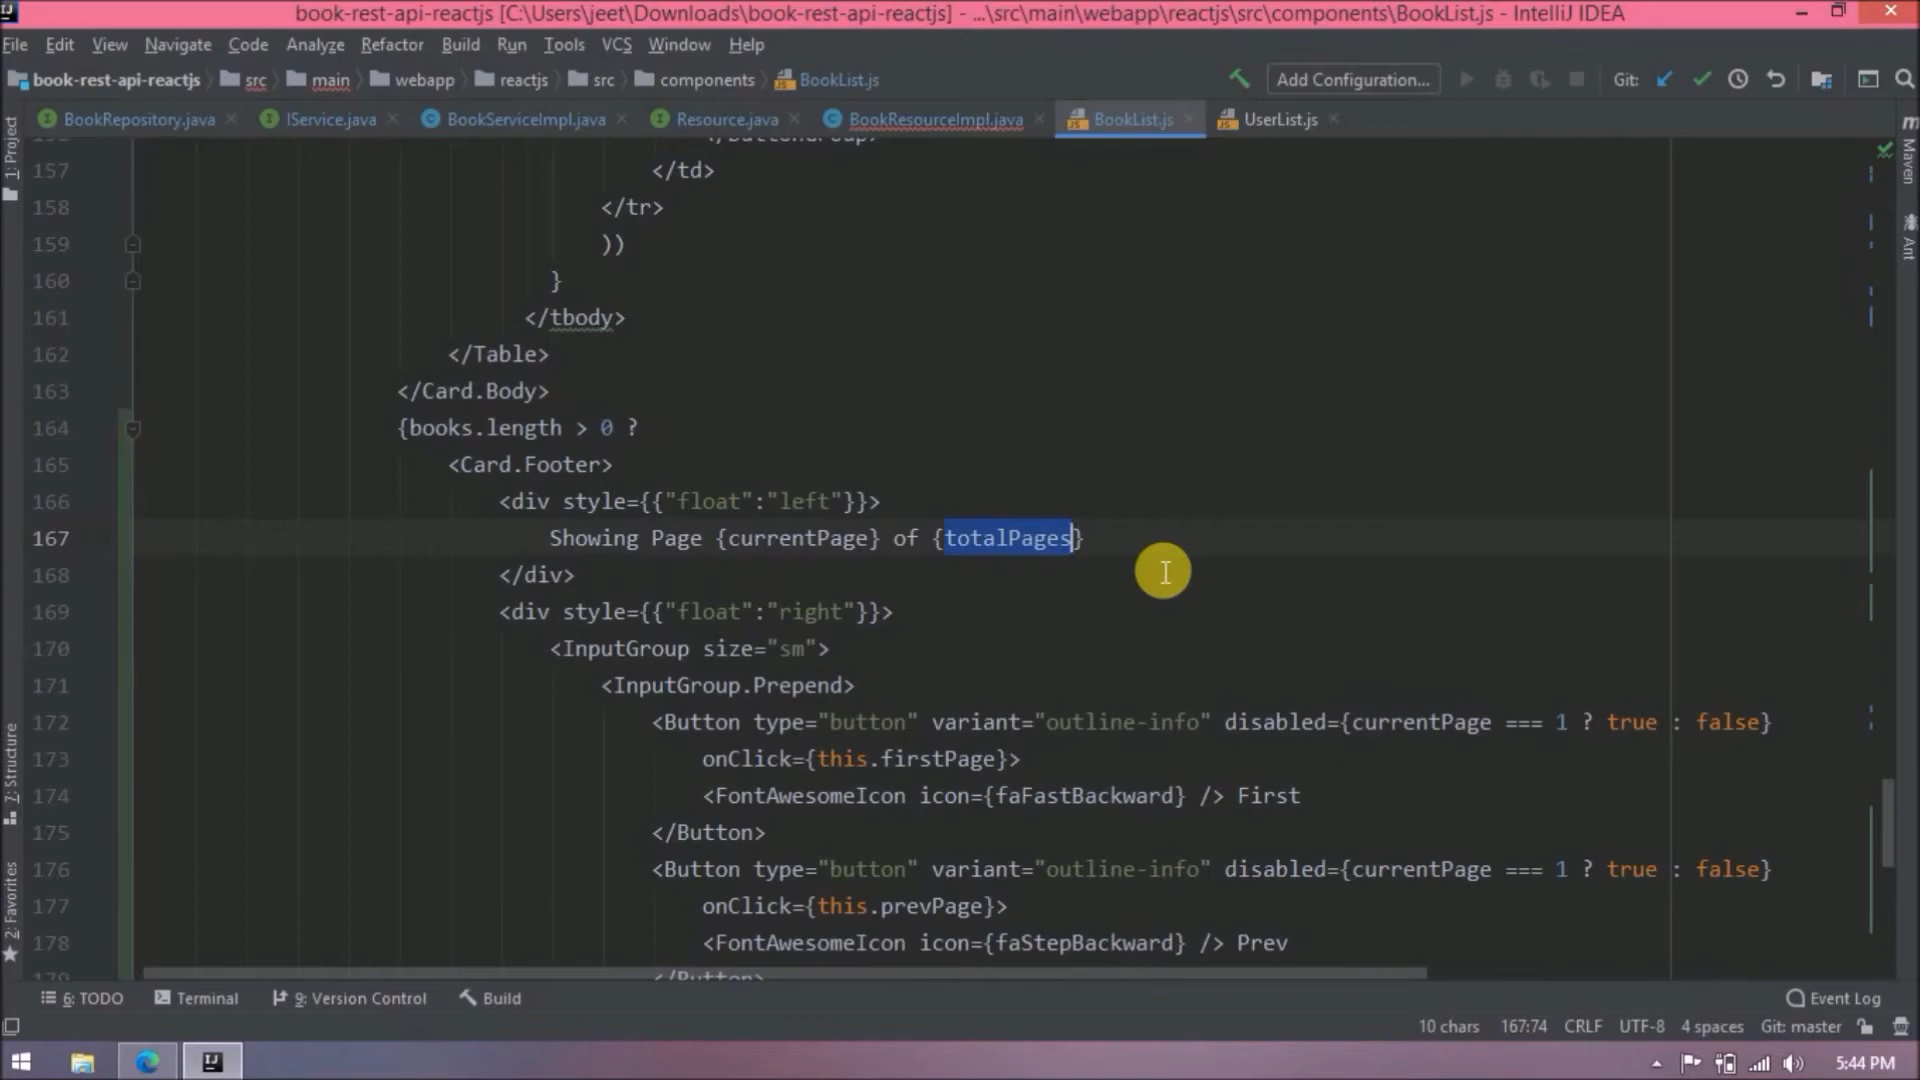 book-rest-api-reactjs [C:\Users\jeet\Downloads\book-rest-api-reactjs] - ...\src\main\webapp\reactjs\src\components\BookList.js - IntelliJ IDEA
File Edit View Navigate Code Analyze Refactor Build Run Tools VCS Window Help
book-rest-api-reactjs src main webapp reactjs src components BookList.js Add Configuration... Git:
BookRepository.java IService.java BookServiceImpl.java Resource.java BookResourceImpl.java BookList.js UserList.js
1: Project
Maven
Ant
7: Structure
2: Favorites
157 </td>
158 </tr>
159 ))
160 }
161 </tbody>
162 </Table>
163 </Card.Body>
164 {books.length > 0 ?
165 <Card.Footer>
166 <div style={{"float":"left"}}>
167 Showing Page {currentPage} of {totalPages}
168 </div>
169 <div style={{"float":"right"}}>
170 <InputGroup size="sm">
171 <InputGroup.Prepend>
172 <Button type="button" variant="outline-info" disabled={currentPage === 1 ? true : false}
173 onClick={this.firstPage}>
174 <FontAwesomeIcon icon={faFastBackward} /> First
175 </Button>
176 <Button type="button" variant="outline-info" disabled={currentPage === 1 ? true : false}
177 onClick={this.prevPage}>
178 <FontAwesomeIcon icon={faStepBackward} /> Prev
179 </Button>
6: TODO Terminal 9: Version Control Build Event Log
10 chars 167:74 CRLF UTF-8 4 spaces Git: master
5:44 PM